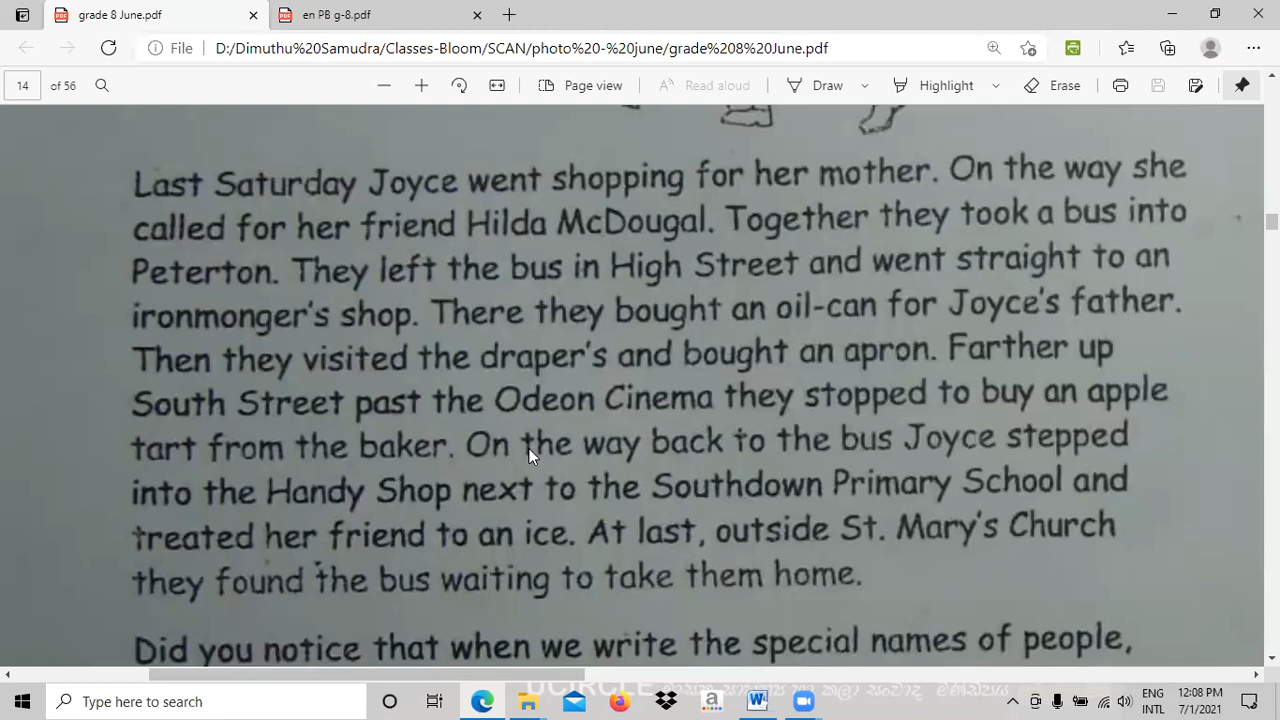 grade 8 June.pdf
en PB g-8.pdf
File D:/Dimuthu%20Samudra/Classes-Bloom/SCAN/photo%20-%20june/grade%208%20June.pdf
14 of 56 Page view Read aloud Draw Highlight Erase
Last Saturday Joyce went shopping for her mother. On the way she
called for her friend Hilda McDougal. Together they took a bus into
Peterton. They left the bus in High Street and went straight to an
ironmonger's shop. There they bought an oil-can for Joyce's father.
Then they visited the draper's and bought an apron. Farther up
South Street past the Odeon Cinema they stopped to buy an apple
tart from the baker. On the way back to the bus Joyce stepped
into the Handy Shop next to the Southdown Primary School and
treated her friend to an ice. At last, outside St. Mary's Church
they found the bus waiting to take them home.
Did you notice that when we write the special names of people,
Type here to search
ENG
INTL
12:08 PM
7/1/2021